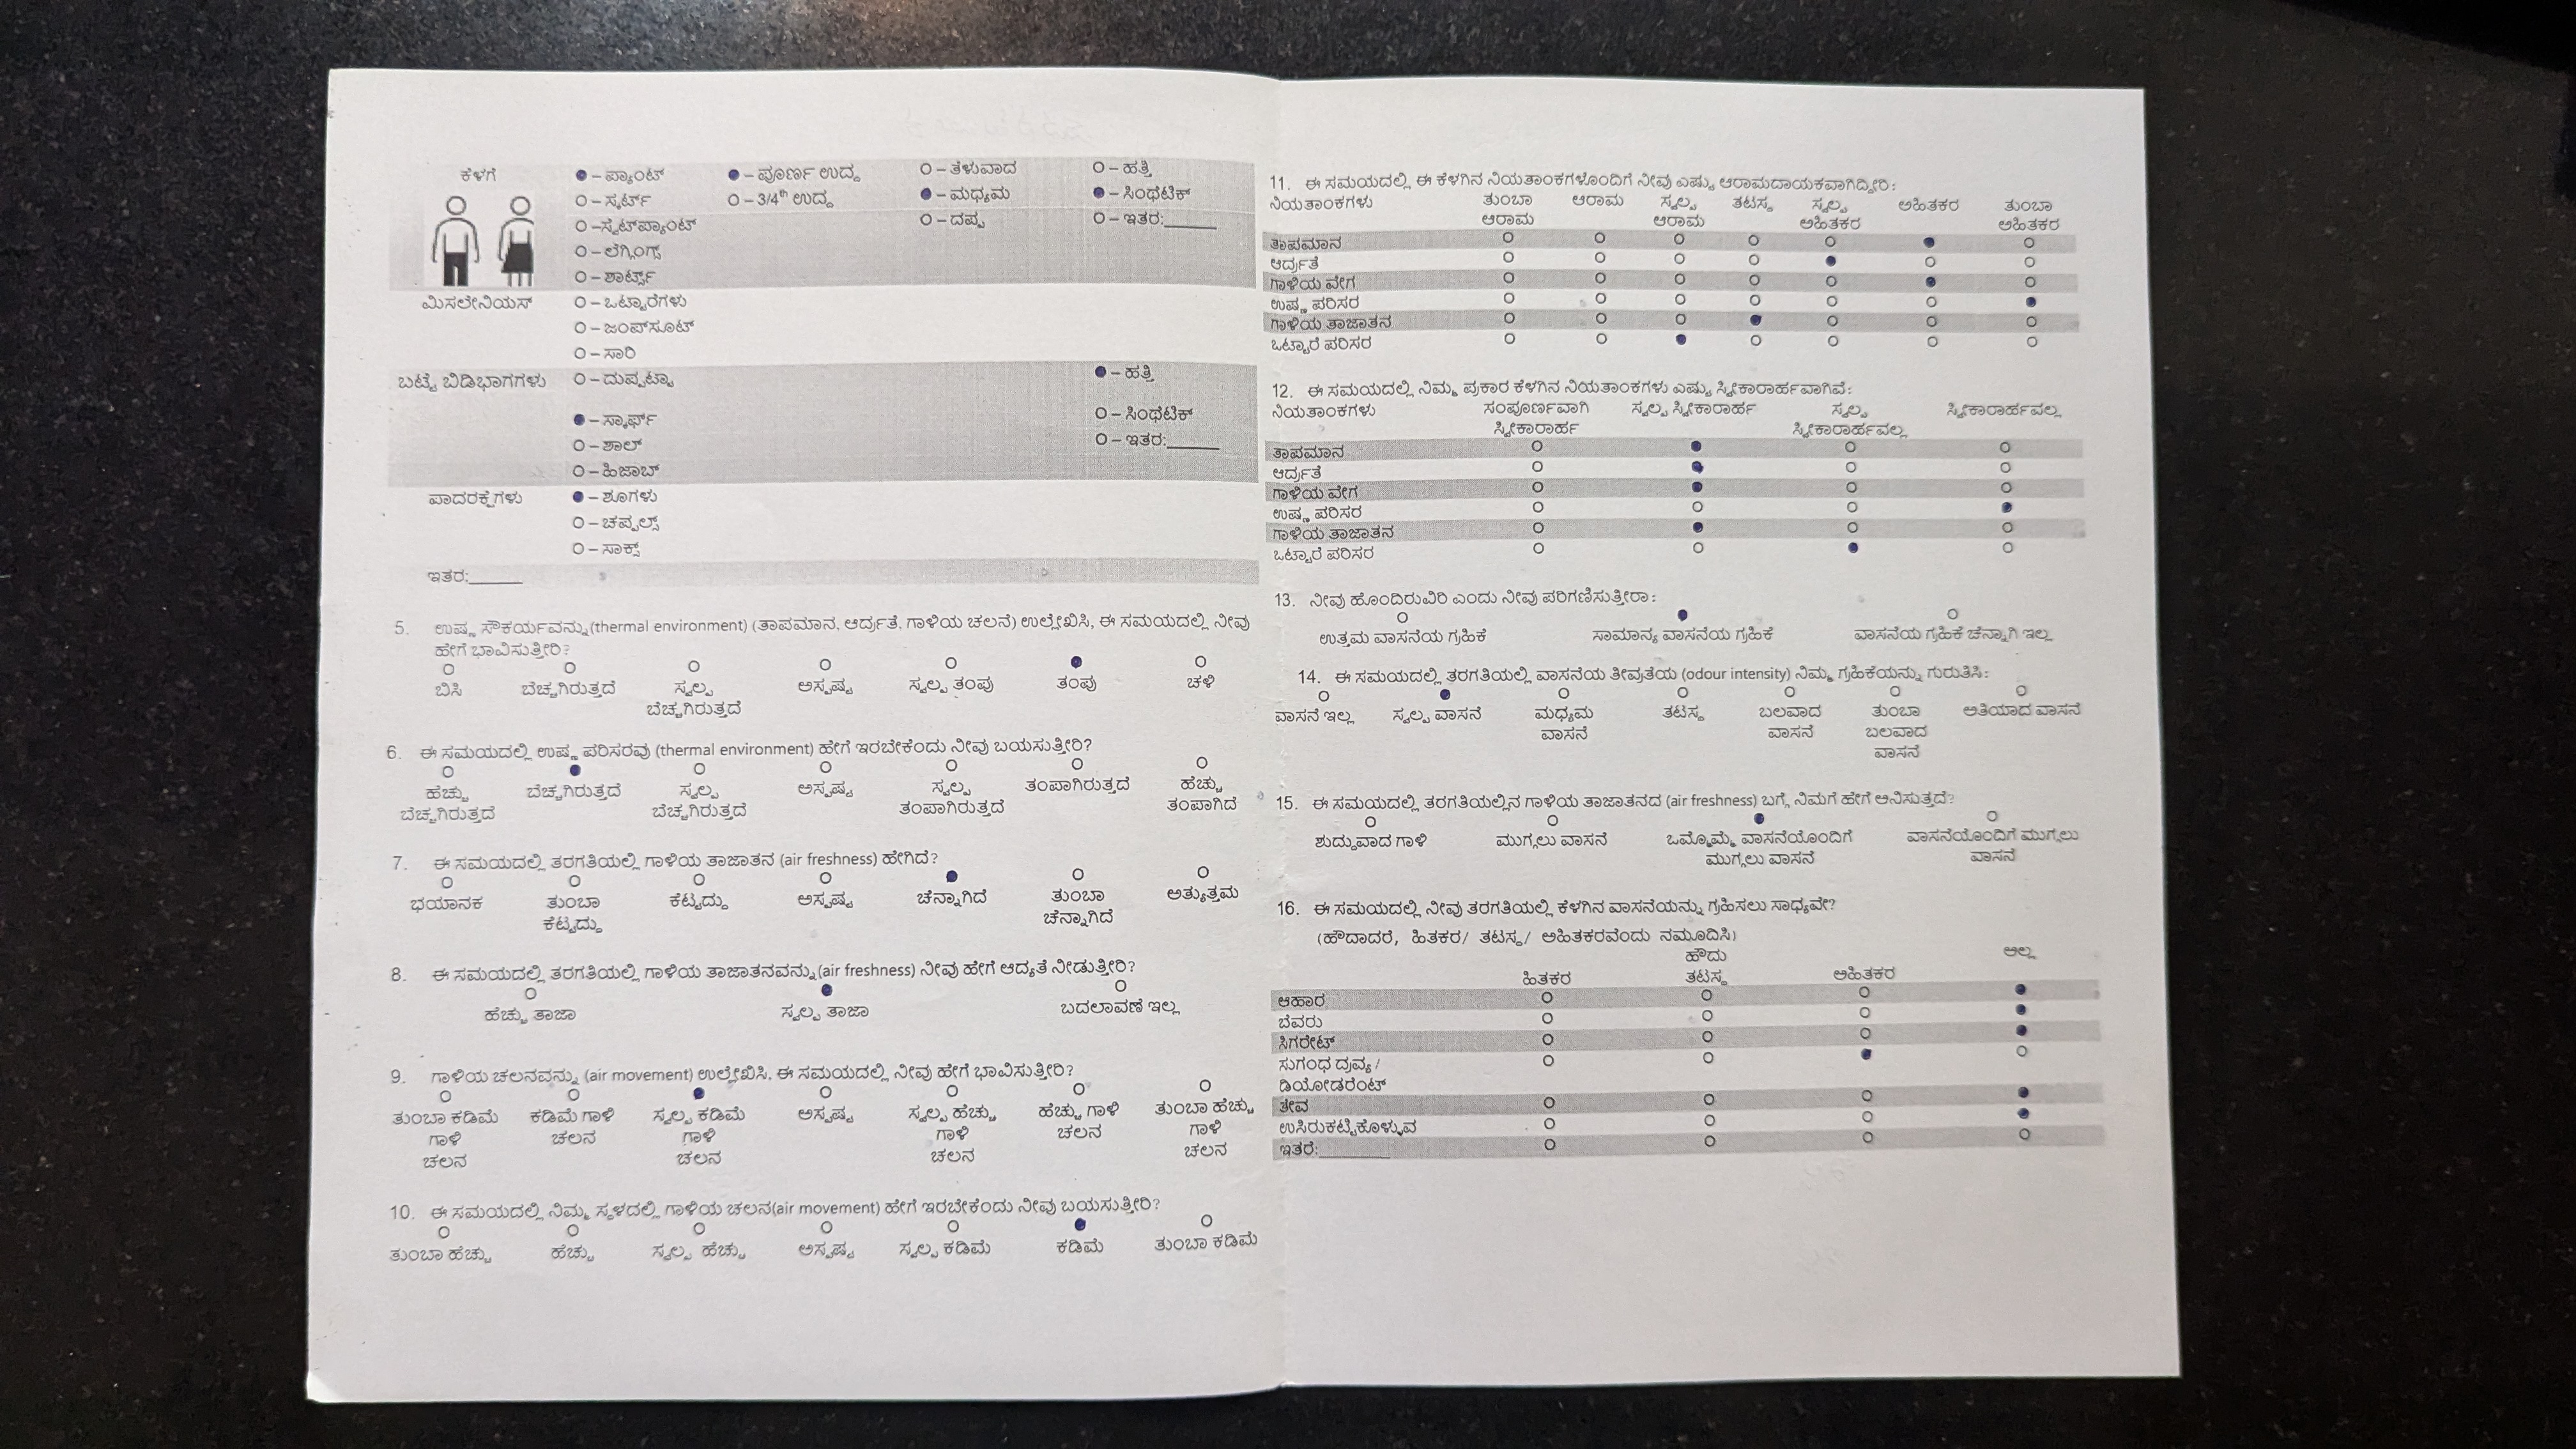 ಕೆಳಗೆ ●–ಪ್ಯಾಂಟ್ ●–ಪೂರ್ಣ ಉದ್ದ O–ತೆಳುವಾದ O–ಹತ್ತಿ
O–ಸ್ಕರ್ಟ್ O–3/4th ಉದ್ದ ●–ಮಧ್ಯಮ ●–ಸಿಂಥೆಟಿಕ್
O–ಸ್ವೆಟ್‌ಪ್ಯಾಂಟ್ O–ದಪ್ಪ O–ಇತರ:______
O–ಲೆಗ್ಗಿಂಗ್ಸ್
O–ಶಾರ್ಟ್ಸ್
ಮಿಸಲೇನಿಯಸ್ O–ಒಟ್ಟಾರೆಗಳು
O–ಜಂಪ್‌ಸೂಟ್
O–ಸಾರಿ
ಬಟ್ಟೆ ಬಿಡಿಭಾಗಗಳು O–ದುಪ್ಪಟ್ಟಾ ●–ಹತ್ತಿ
●–ಸ್ಕಾರ್ಫ್ O–ಸಿಂಥೆಟಿಕ್
O–ಶಾಲ್ O–ಇತರ:______
O–ಹಿಜಾಬ್
ಪಾದರಕ್ಷೆಗಳು ●–ಶೂಗಳು
O–ಚಪ್ಪಲ್ಸ್
O–ಸಾಕ್ಸ್
ಇತರ:______
5. ಉಷ್ಣ ಸೌಕರ್ಯವನ್ನು(thermal environment) (ತಾಪಮಾನ, ಆರ್ದ್ರತೆ, ಗಾಳಿಯ ಚಲನೆ) ಉಲ್ಲೇಖಿಸಿ, ಈ ಸಮಯದಲ್ಲಿ ನೀವು
ಹೇಗೆ ಭಾವಿಸುತ್ತೀರಿ?
O O O O O ● O
ಬಿಸಿ ಬೆಚ್ಚಗಿರುತ್ತದೆ ಸ್ವಲ್ಪ ಅಸ್ಪಷ್ಟ ಸ್ವಲ್ಪ ತಂಪು ತಂಪು ಚಳಿ
ಬೆಚ್ಚಗಿರುತ್ತದೆ
6. ಈ ಸಮಯದಲ್ಲಿ ಉಷ್ಣ ಪರಿಸರವು (thermal environment) ಹೇಗೆ ಇರಬೇಕೆಂದು ನೀವು ಬಯಸುತ್ತೀರಿ?
O ● O O O O O
ಹೆಚ್ಚು ಬೆಚ್ಚಗಿರುತ್ತದೆ ಸ್ವಲ್ಪ ಅಸ್ಪಷ್ಟ ಸ್ವಲ್ಪ ತಂಪಾಗಿರುತ್ತದೆ ಹೆಚ್ಚು
ಬೆಚ್ಚಗಿರುತ್ತದೆ ಬೆಚ್ಚಗಿರುತ್ತದೆ ತಂಪಾಗಿರುತ್ತದೆ ತಂಪಾಗಿದೆ
7. ಈ ಸಮಯದಲ್ಲಿ ತರಗತಿಯಲ್ಲಿ ಗಾಳಿಯ ತಾಜಾತನ (air freshness) ಹೇಗಿದೆ?
O O O O ● O O
ಭಯಾನಕ ತುಂಬಾ ಕೆಟ್ಟದ್ದು ಅಸ್ಪಷ್ಟ ಚೆನ್ನಾಗಿದೆ ತುಂಬಾ ಅತ್ಯುತ್ತಮ
ಕೆಟ್ಟದ್ದು ಚೆನ್ನಾಗಿದೆ
8. ಈ ಸಮಯದಲ್ಲಿ ತರಗತಿಯಲ್ಲಿ ಗಾಳಿಯ ತಾಜಾತನವನ್ನು(air freshness) ನೀವು ಹೇಗೆ ಆದ್ಯತೆ ನೀಡುತ್ತೀರಿ?
O ● O
ಹೆಚ್ಚು ತಾಜಾ ಸ್ವಲ್ಪ ತಾಜಾ ಬದಲಾವಣೆ ಇಲ್ಲ
9. ಗಾಳಿಯ ಚಲನವನ್ನು (air movement) ಉಲ್ಲೇಖಿಸಿ, ಈ ಸಮಯದಲ್ಲಿ ನೀವು ಹೇಗೆ ಭಾವಿಸುತ್ತೀರಿ?
O O ● O O O O
ತುಂಬಾ ಕಡಿಮೆ ಕಡಿಮೆ ಗಾಳಿ ಸ್ವಲ್ಪ ಕಡಿಮೆ ಅಸ್ಪಷ್ಟ ಸ್ವಲ್ಪ ಹೆಚ್ಚು ಹೆಚ್ಚು ಗಾಳಿ ತುಂಬಾ ಹೆಚ್ಚು
ಗಾಳಿ ಚಲನ ಗಾಳಿ ಗಾಳಿ ಚಲನ ಗಾಳಿ
ಚಲನ ಚಲನ ಚಲನ ಚಲನ
10. ಈ ಸಮಯದಲ್ಲಿ ನಿಮ್ಮ ಸ್ಥಳದಲ್ಲಿ ಗಾಳಿಯ ಚಲನ(air movement) ಹೇಗೆ ಇರಬೇಕೆಂದು ನೀವು ಬಯಸುತ್ತೀರಿ?
O O O O O ● O
ತುಂಬಾ ಹೆಚ್ಚು ಹೆಚ್ಚು ಸ್ವಲ್ಪ ಹೆಚ್ಚು ಅಸ್ಪಷ್ಟ ಸ್ವಲ್ಪ ಕಡಿಮೆ ಕಡಿಮೆ ತುಂಬಾ ಕಡಿಮೆ
11. ಈ ಸಮಯದಲ್ಲಿ ಈ ಕೆಳಗಿನ ನಿಯತಾಂಕಗಳೊಂದಿಗೆ ನೀವು ಎಷ್ಟು ಆರಾಮದಾಯಕವಾಗಿದ್ದೀರಿ:
ನಿಯತಾಂಕಗಳು ತುಂಬಾ ಆರಾಮ ಸ್ವಲ್ಪ ತಟಸ್ಥ ಸ್ವಲ್ಪ ಅಹಿತಕರ ತುಂಬಾ
ಆರಾಮ ಆರಾಮ ಅಹಿತಕರ ಅಹಿತಕರ
ತಾಪಮಾನ O O O O O ● O
ಆರ್ದ್ರತೆ O O O O ● O O
ಗಾಳಿಯ ವೇಗ O O O O O ● O
ಉಷ್ಣ ಪರಿಸರ O O O O O O ●
ಗಾಳಿಯ ತಾಜಾತನ O O O ● O O O
ಒಟ್ಟಾರೆ ಪರಿಸರ O O ● O O O O
12. ಈ ಸಮಯದಲ್ಲಿ ನಿಮ್ಮ ಪ್ರಕಾರ ಕೆಳಗಿನ ನಿಯತಾಂಕಗಳು ಎಷ್ಟು ಸ್ವೀಕಾರಾರ್ಹವಾಗಿವೆ:
ನಿಯತಾಂಕಗಳು ಸಂಪೂರ್ಣವಾಗಿ ಸ್ವಲ್ಪ ಸ್ವೀಕಾರಾರ್ಹ ಸ್ವಲ್ಪ ಸ್ವೀಕಾರಾರ್ಹವಲ್ಲ
ಸ್ವೀಕಾರಾರ್ಹ ಸ್ವೀಕಾರಾರ್ಹವಲ್ಲ
ತಾಪಮಾನ O ● O O
ಆರ್ದ್ರತೆ O ● O O
ಗಾಳಿಯ ವೇಗ O ● O O
ಉಷ್ಣ ಪರಿಸರ O O O ●
ಗಾಳಿಯ ತಾಜಾತನ O ● O O
ಒಟ್ಟಾರೆ ಪರಿಸರ O O ● O
13. ನೀವು ಹೊಂದಿರುವಿರಿ ಎಂದು ನೀವು ಪರಿಗಣಿಸುತ್ತೀರಾ:
O ● O
ಉತ್ತಮ ವಾಸನೆಯ ಗ್ರಹಿಕೆ ಸಾಮಾನ್ಯ ವಾಸನೆಯ ಗ್ರಹಿಕೆ ವಾಸನೆಯ ಗ್ರಹಿಕೆ ಚೆನ್ನಾಗಿ ಇಲ್ಲ
14. ಈ ಸಮಯದಲ್ಲಿ ತರಗತಿಯಲ್ಲಿ ವಾಸನೆಯ ತೀವ್ರತೆಯ (odour intensity) ನಿಮ್ಮ ಗ್ರಹಿಕೆಯನ್ನು ಗುರುತಿಸಿ:
O ● O O O O O
ವಾಸನೆ ಇಲ್ಲ ಸ್ವಲ್ಪ ವಾಸನೆ ಮಧ್ಯಮ ತಟಸ್ಥ ಬಲವಾದ ತುಂಬಾ ಅತಿಯಾದ ವಾಸನೆ
ವಾಸನೆ ವಾಸನೆ ಬಲವಾದ
ವಾಸನೆ
15. ಈ ಸಮಯದಲ್ಲಿ ತರಗತಿಯಲ್ಲಿನ ಗಾಳಿಯ ತಾಜಾತನದ (air freshness) ಬಗ್ಗೆ ನಿಮಗೆ ಹೇಗೆ ಅನಿಸುತ್ತದೆ?
O O ● O
ಶುದ್ಧವಾದ ಗಾಳಿ ಮುಗ್ಗಲು ವಾಸನೆ ಒಮ್ಮೊಮ್ಮೆ ವಾಸನೆಯೊಂದಿಗೆ ವಾಸನೆಯೊಂದಿಗೆ ಮುಗ್ಗಲು
ಮುಗ್ಗಲು ವಾಸನೆ ವಾಸನೆ
16. ಈ ಸಮಯದಲ್ಲಿ ನೀವು ತರಗತಿಯಲ್ಲಿ ಕೆಳಗಿನ ವಾಸನೆಯನ್ನು ಗ್ರಹಿಸಲು ಸಾಧ್ಯವೇ?
(ಹೌದಾದರೆ, ಹಿತಕರ/ ತಟಸ್ಥ/ ಅಹಿತಕರವೆಂದು ನಮೂದಿಸಿ)
ಹೌದು ಅಲ್ಲ
ಹಿತಕರ ತಟಸ್ಥ ಅಹಿತಕರ
ಆಹಾರ O O O ●
ಬೆವರು O O O ●
ಸಿಗರೇಟ್ O O O ●
ಸುಗಂಧ ದ್ರವ್ಯ/ O O ● O
ಡಿಯೋಡರೆಂಟ್
ತೇವ O O O ●
ಉಸಿರುಕಟ್ಟಿಕೊಳ್ಳುವ O O O ●
ಇತರೆ:________ O O O O